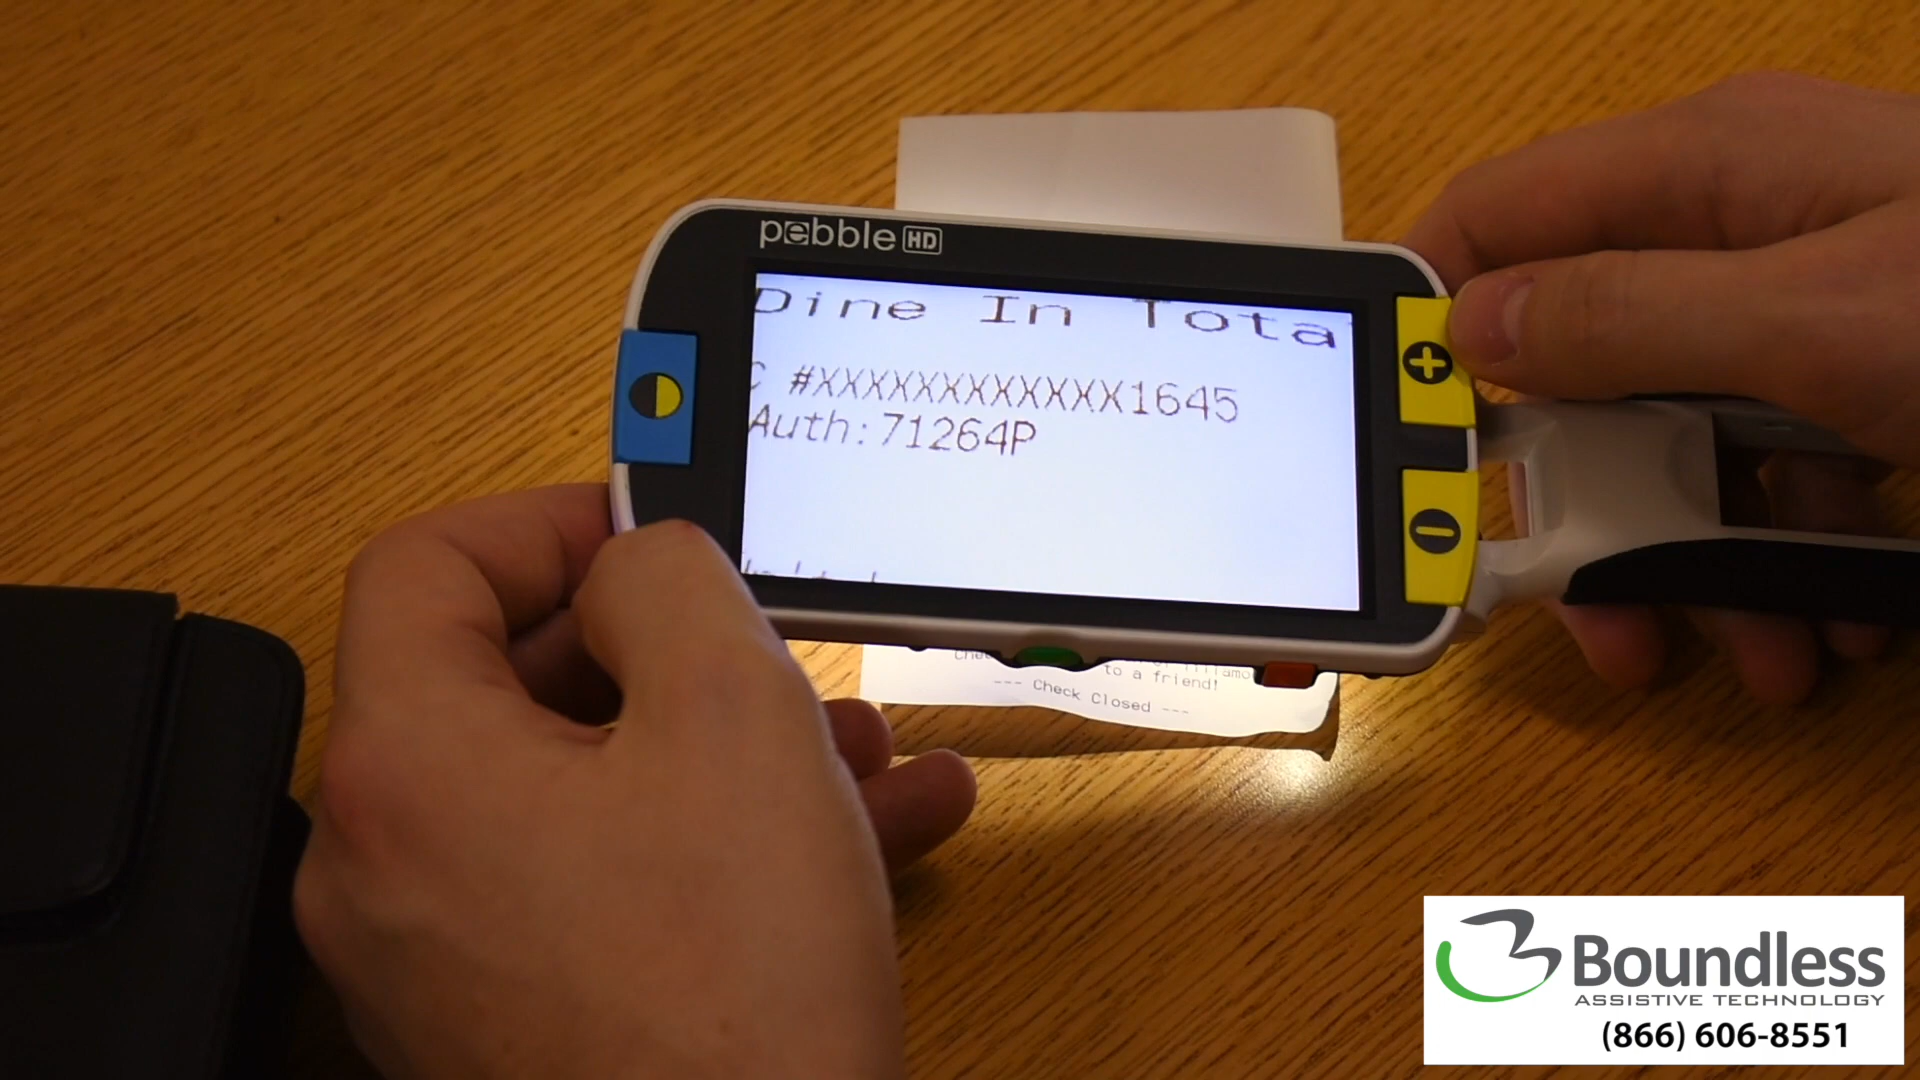 pebble HD
Dine In Tota
C #XXXXXXXXXXXX1645
Auth:71264P
to a friend!
--- Check Closed ---
Boundless
ASSISTIVE TECHNOLOGY
(866) 606-8551